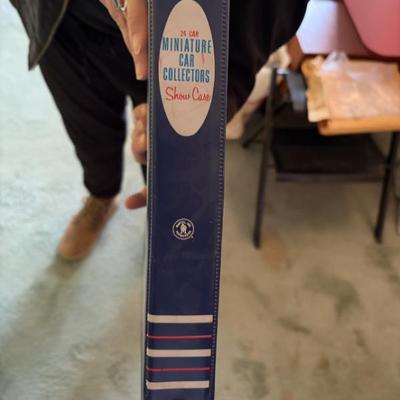 24 CAR
MINIATURE
CAR
COLLECTORS
Show Case